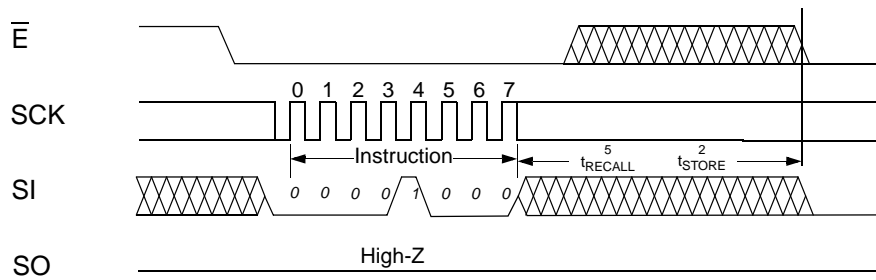 E
0 1 2 3 4 5 6 7
SCK
Instruction
5 2
tRECALL tSTORE
SI
0 0 0 0 1 0 0 0
High-Z
SO